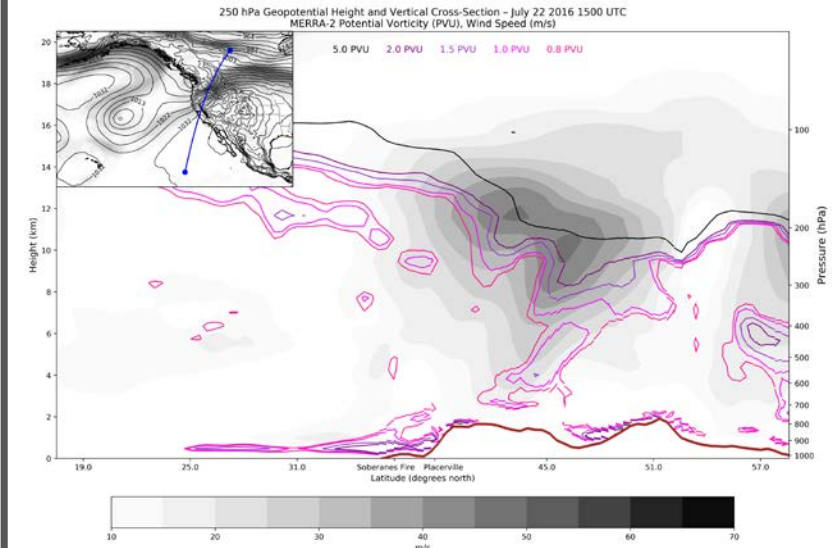 250 hPa Geopotential Height and Vertical Cross-Section – July 22 2016 1500 UTC
MERRA-2 Potential Vorticity (PVU), Wind Speed (m/s)
5.0 PVU 2.0 PVU 1.5 PVU 1.0 PVU 0.8 PVU
20
18
16
14
12
10
8
6
4
2
0
Height (km)
100
200
300
400
500
600
700
800
900
1000
Pressure (hPa)
1032
1013
1022
1032
19.0 25.0 31.0 Soberanes Fire Placerville 45.0 51.0 57.0
Latitude (degrees north)
10 20 30 40 50 60 70
m/s